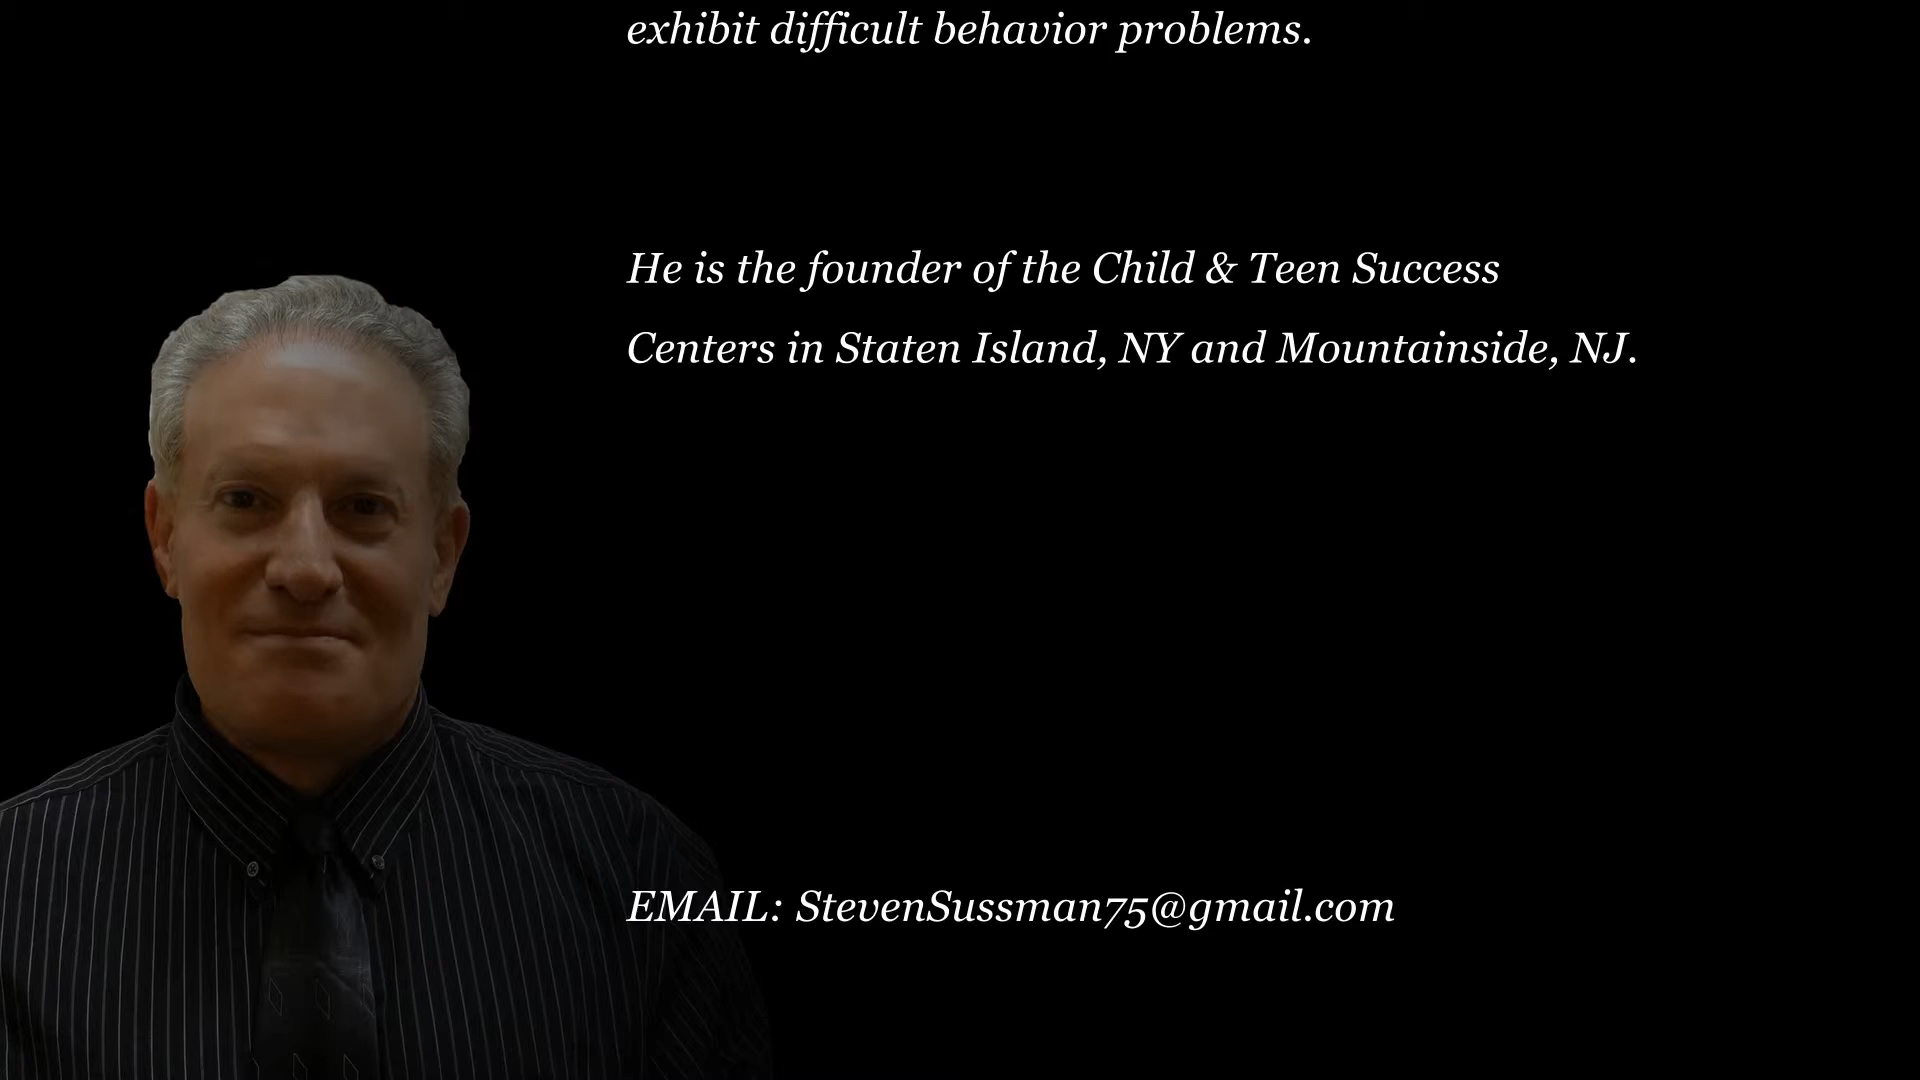 exhibit difficult behavior problems.
He is the founder of the Child & Teen Success
Centers in Staten Island, NY and Mountainside, NJ.
EMAIL: StevenSussman75@gmail.com